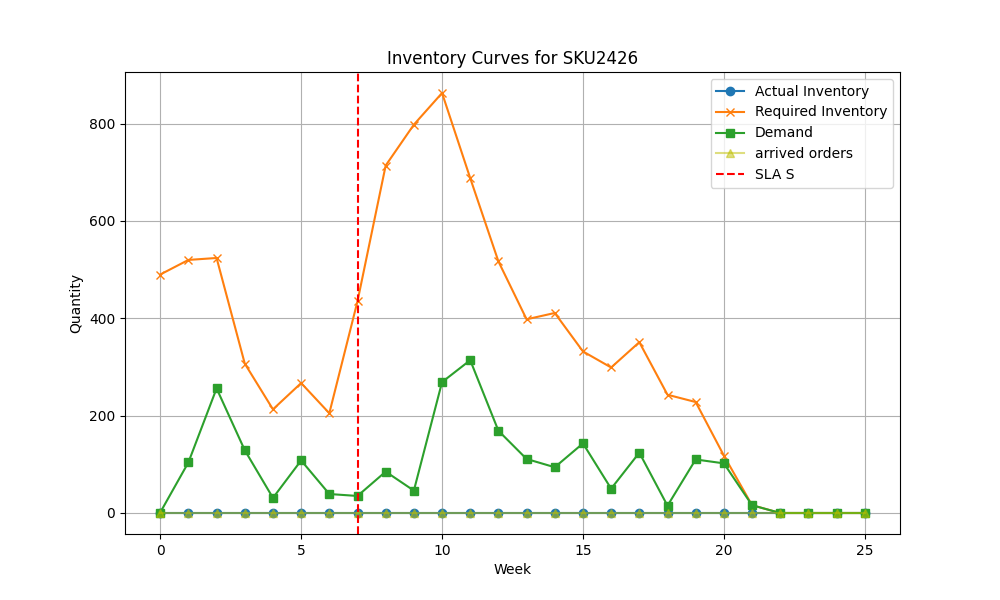 Inventory Curves for SKU2426
Actual Inventory
Required Inventory
Demand
arrived orders
SLA S
Quantity
800
600
400
200
0
0 5 10 15 20 25
Week